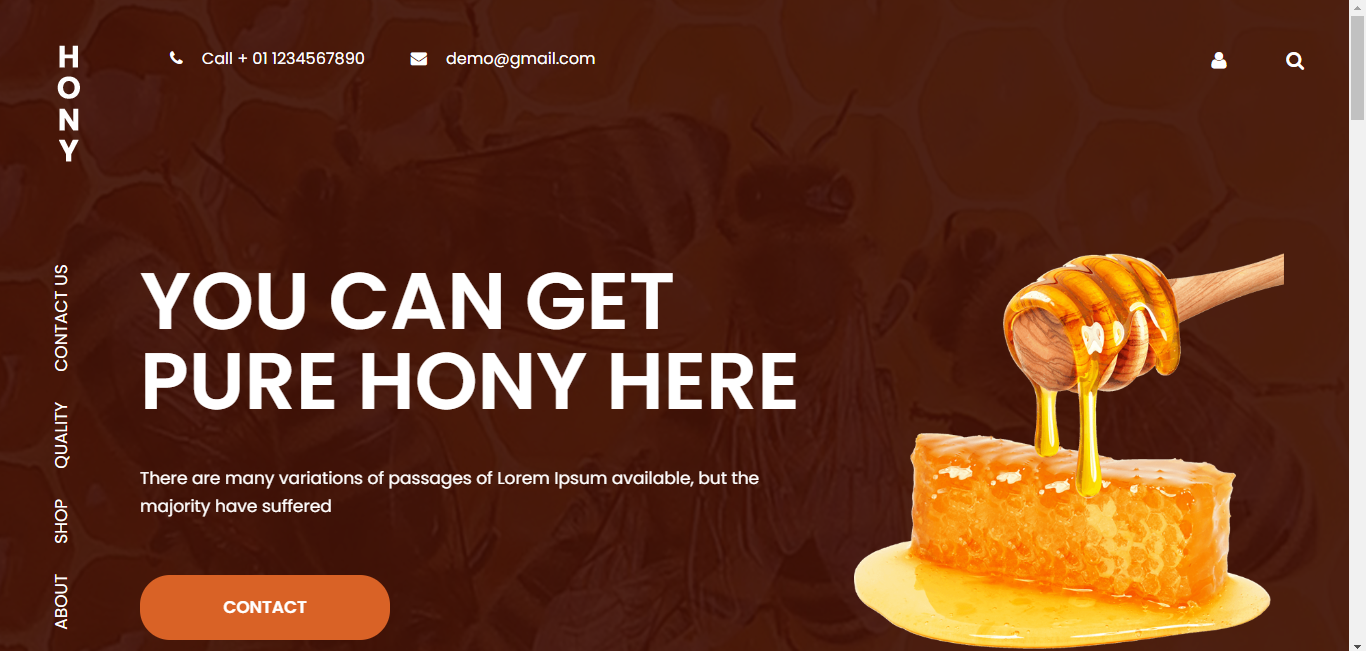 HONY
Call + 01 1234567890
demo@gmail.com
CONTACT US
QUALITY
SHOP
ABOUT
YOU CAN GET
PURE HONY HERE
There are many variations of passages of Lorem Ipsum available, but the
majority have suffered
CONTACT